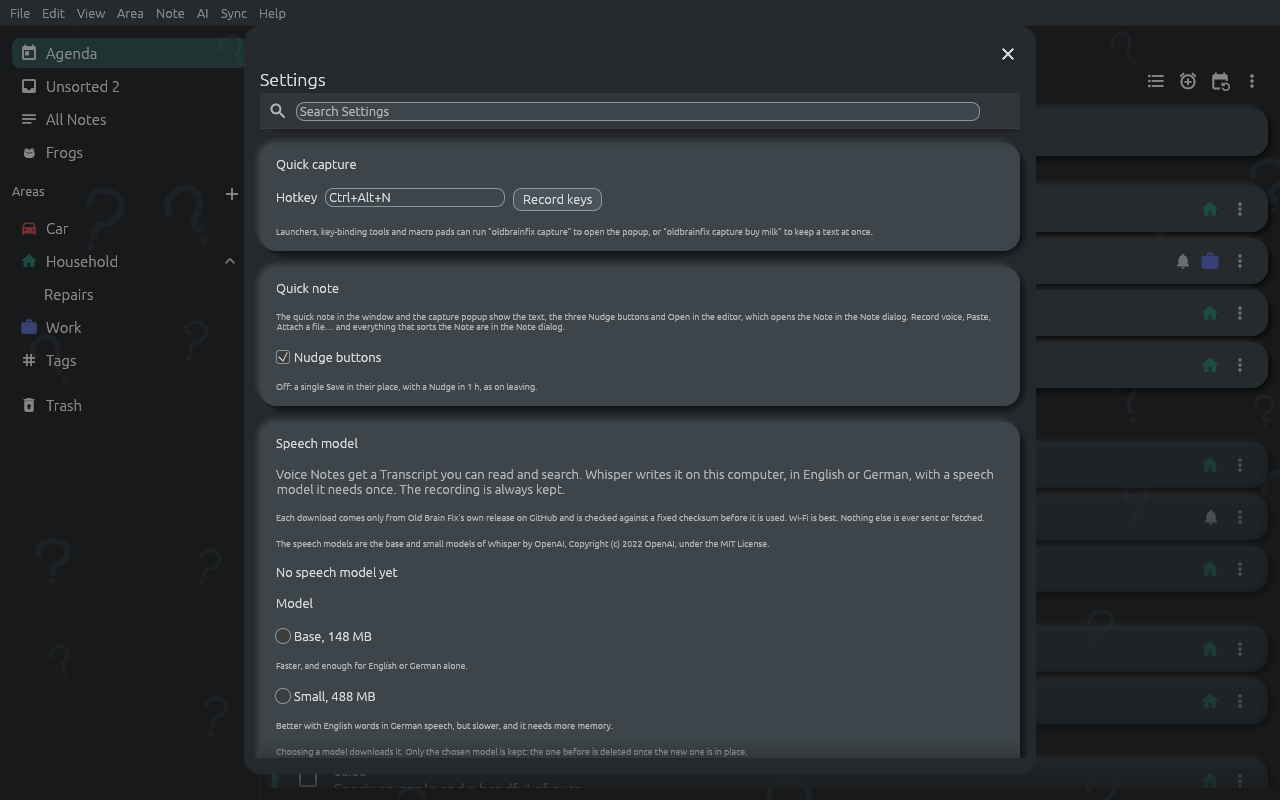 File Edit View Area Note AI Sync Help
Agenda
Unsorted 2
All Notes
Frogs
Areas
Car
Household
Repairs
Work
Tags
Trash
Settings
Search Settings
Quick capture
Hotkey Ctrl+Alt+N Record keys
Launchers, key-binding tools and macro pads can run "oldbrainfix capture" to open the popup, or "oldbrainfix capture buy milk" to keep a text at once.
Quick note
The quick note in the window and the capture popup show the text, the three Nudge buttons and Open in the editor, which opens the Note in the Note dialog. Record voice, Paste,
Attach a file… and everything that sorts the Note are in the Note dialog.
Nudge buttons
Off: a single Save in their place, with a Nudge in 1 h, as on leaving.
Speech model
Voice Notes get a Transcript you can read and search. Whisper writes it on this computer, in English or German, with a speech
model it needs once. The recording is always kept.
Each download comes only from Old Brain Fix's own release on GitHub and is checked against a fixed checksum before it is used. Wi-Fi is best. Nothing else is ever sent or fetched.
The speech models are the base and small models of Whisper by OpenAI, Copyright (c) 2022 OpenAI, under the MIT License.
No speech model yet
Model
Base, 148 MB
Faster, and enough for English or German alone.
Small, 488 MB
Better with English words in German speech, but slower, and it needs more memory.
Choosing a model downloads it. Only the chosen model is kept: the one before is deleted once the new one is in place.